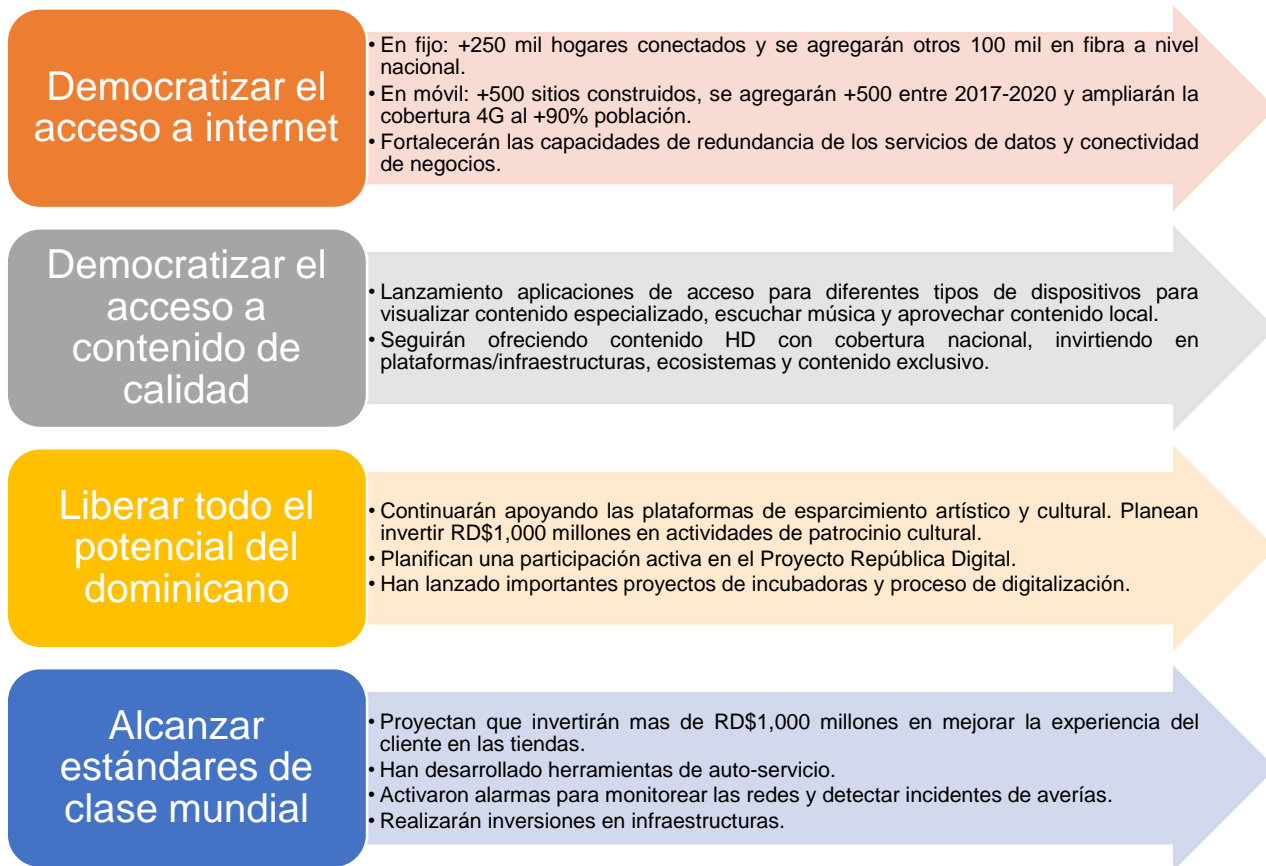 Democratizar el
acceso a internet
• En fijo: +250 mil hogares conectados y se agregarán otros 100 mil en fibra a nivel
nacional.
• En móvil: +500 sitios construidos, se agregarán +500 entre 2017-2020 y ampliarán la
cobertura 4G al +90% población.
• Fortalecerán las capacidades de redundancia de los servicios de datos y conectividad
de negocios.
Democratizar el
acceso a
contenido de
calidad
• Lanzamiento aplicaciones de acceso para diferentes tipos de dispositivos para
visualizar contenido especializado, escuchar música y aprovechar contenido local.
• Seguirán ofreciendo contenido HD con cobertura nacional, invirtiendo en
plataformas/infraestructuras, ecosistemas y contenido exclusivo.
Liberar todo el
potencial del
dominicano
• Continuarán apoyando las plataformas de esparcimiento artístico y cultural. Planean
invertir RD$1,000 millones en actividades de patrocinio cultural.
• Planifican una participación activa en el Proyecto República Digital.
• Han lanzado importantes proyectos de incubadoras y proceso de digitalización.
Alcanzar
estándares de
clase mundial
• Proyectan que invertirán mas de RD$1,000 millones en mejorar la experiencia del
cliente en las tiendas.
• Han desarrollado herramientas de auto-servicio.
• Activaron alarmas para monitorear las redes y detectar incidentes de averías.
• Realizarán inversiones en infraestructuras.